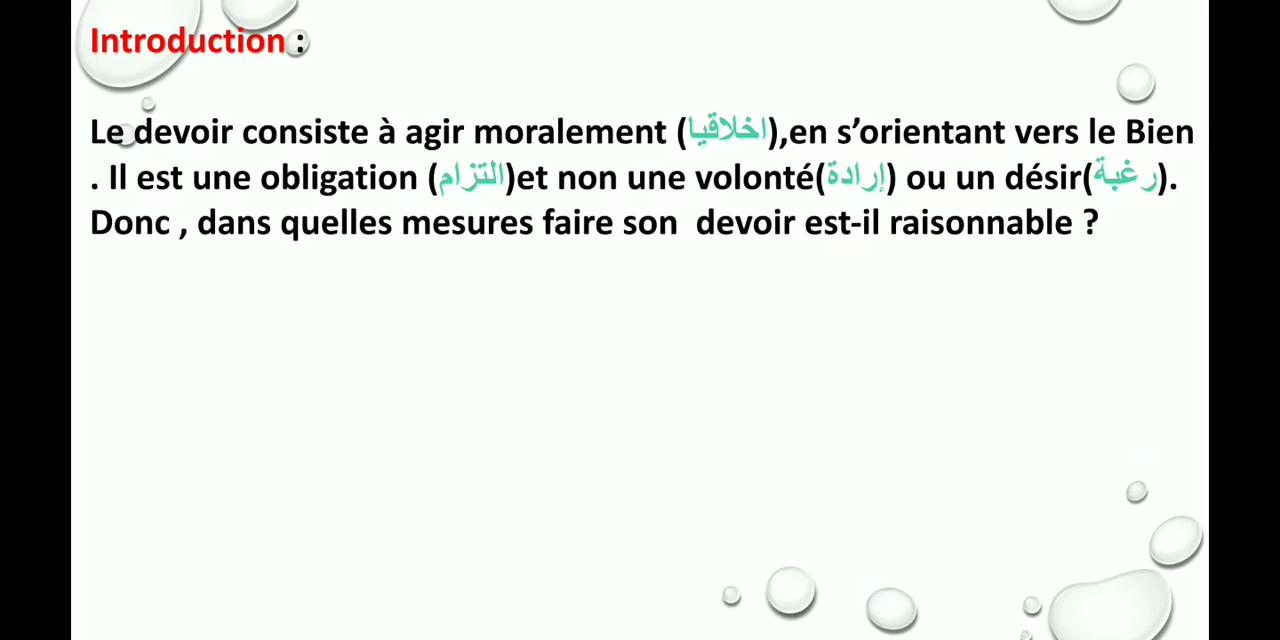 Introduction :
Le devoir consiste à agir moralement (اخلاقيا),en s’orientant vers le Bien
. Il est une obligation (التزام)et non une volonté(إرادة) ou un désir(رغبة).
Donc , dans quelles mesures faire son  devoir est-il raisonnable ?